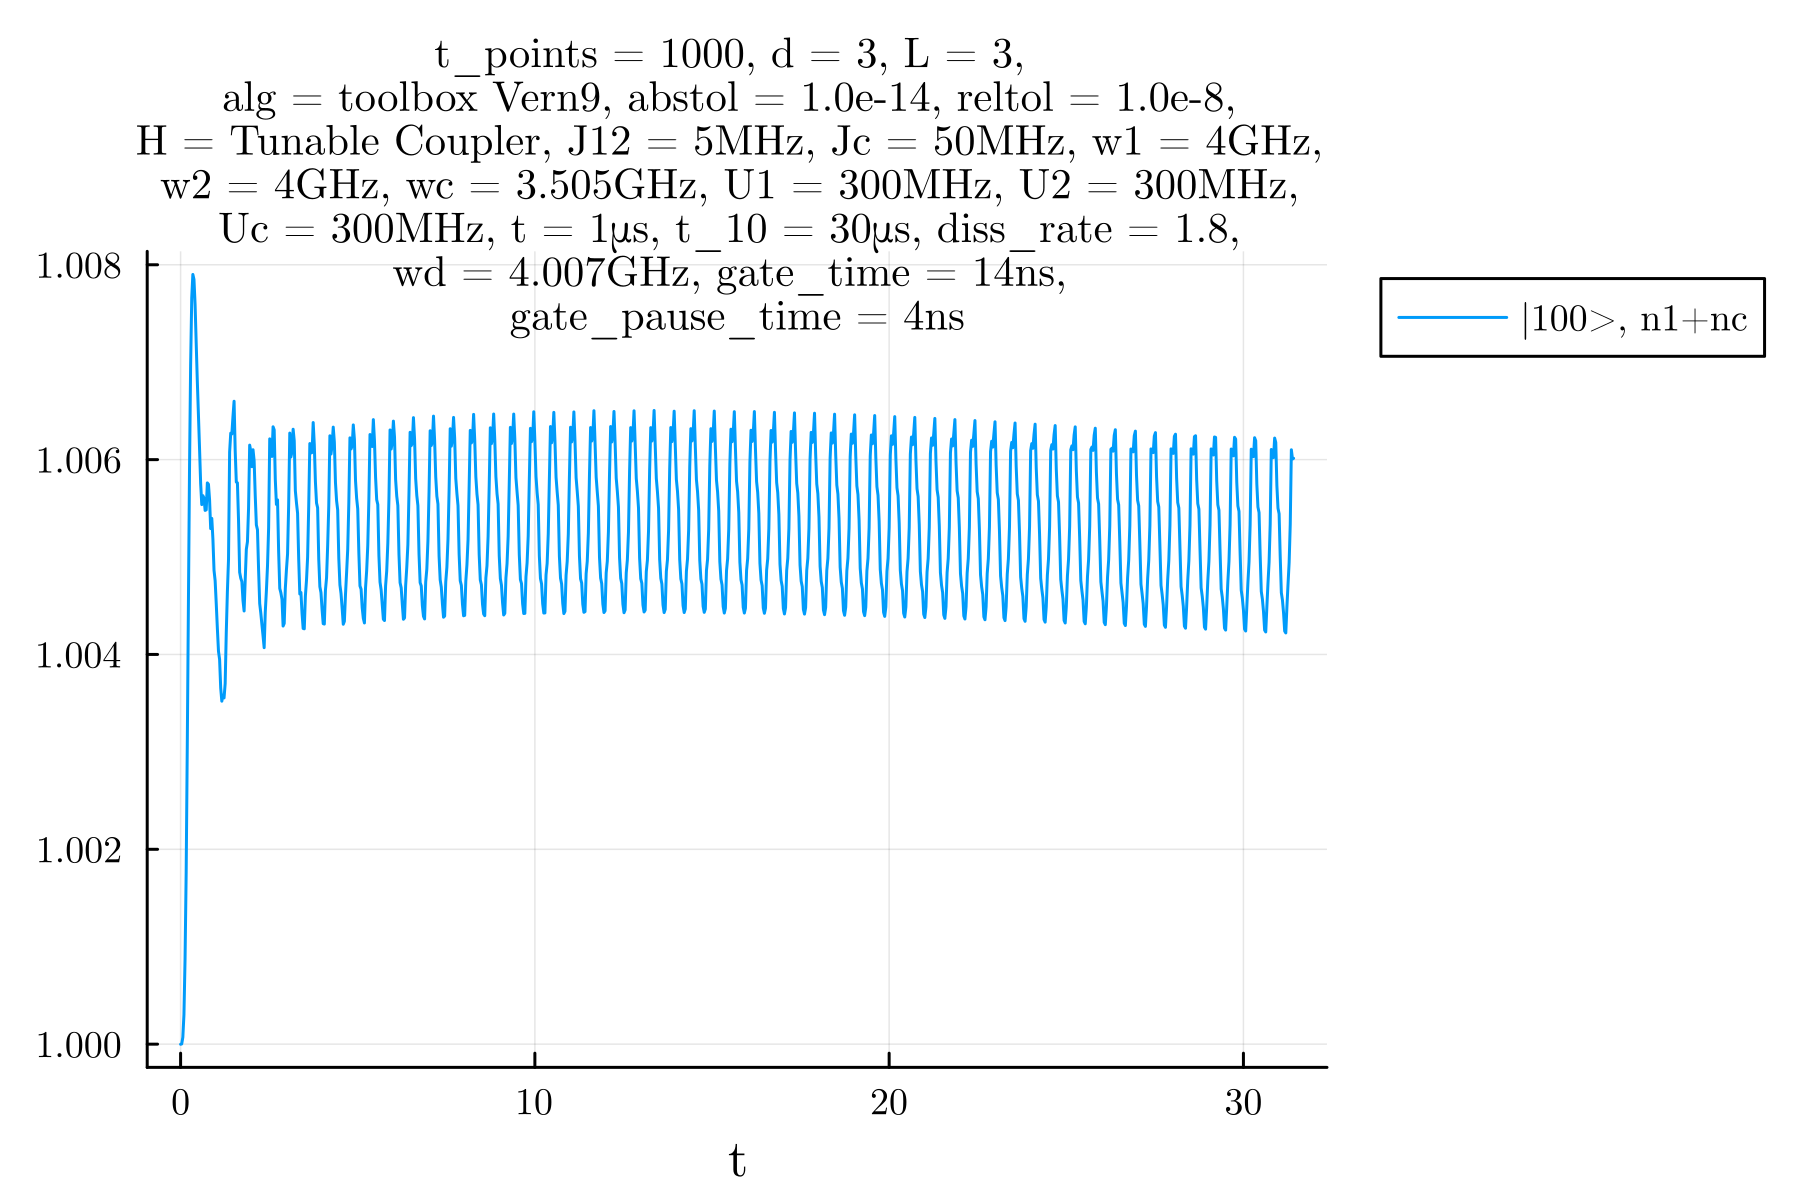 t_points = 1000, d = 3, L = 3,
alg = toolbox Vern9, abstol = 1.0e-14, reltol = 1.0e-8,
H = Tunable Coupler, J12 = 5MHz, Jc = 50MHz, w1 = 4GHz,
w2 = 4GHz, wc = 3.505GHz, U1 = 300MHz, U2 = 300MHz,
Uc = 300MHz, t = 1μs, t_10 = 30μs, diss_rate = 1.8,
wd = 4.007GHz, gate_time = 14ns,
gate_pause_time = 4ns
1.008
1.006
1.004
1.002
1.000
0
10
20
30
t
|100>, n1+nc